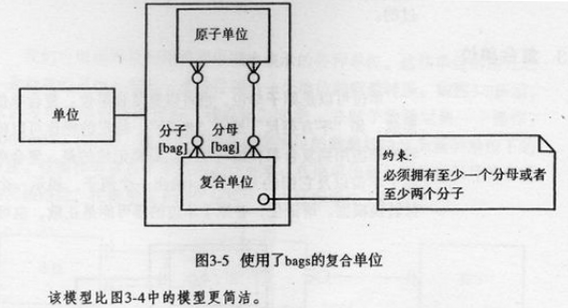 原子单位
单位
分子 分母
[bag] [bag]
复合单位
约束:
必须拥有至少一个分母或者
至少两个分子
图3-5 使用了bags的复合单位
该模型比图3-4中的模型更简洁。